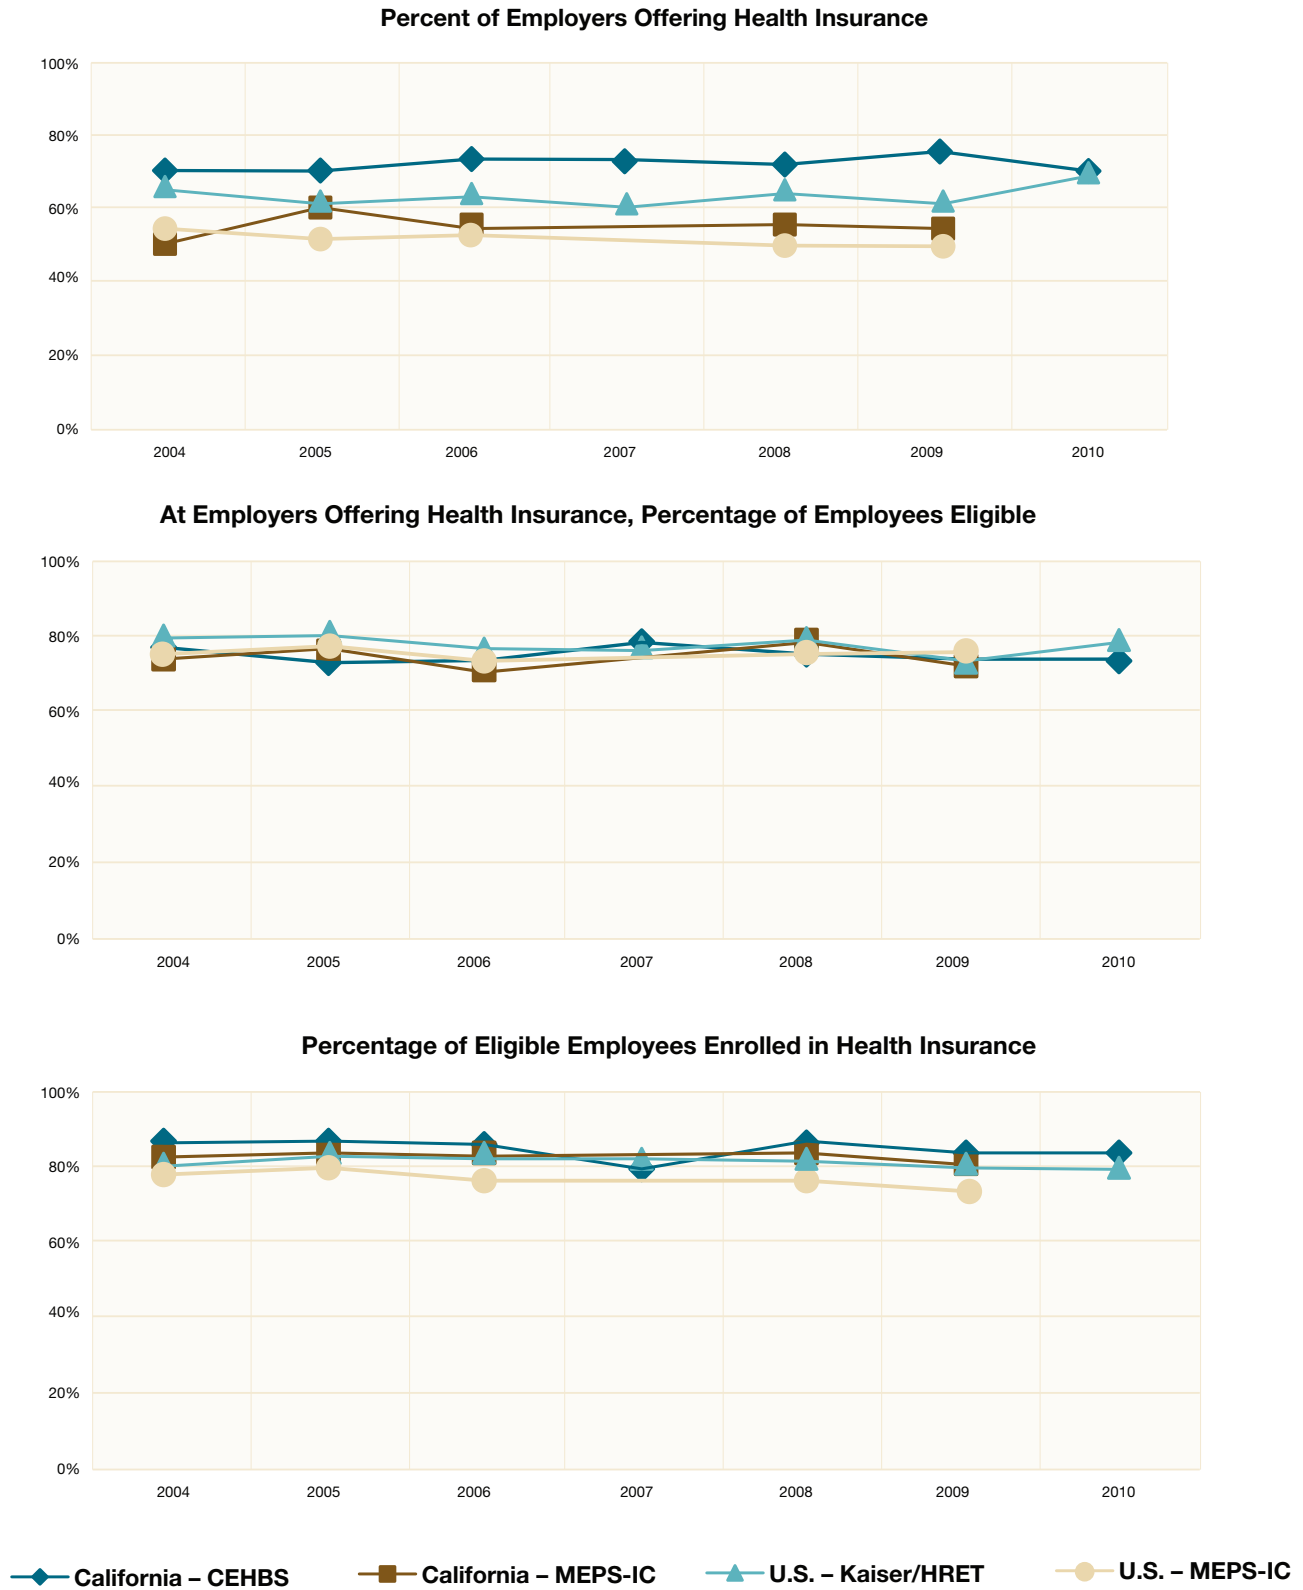 Percent of Employers Offering Health Insurance
100%
80%
60%
40%
20%
0%
2004 2005 2006 2007 2008 2009 2010
At Employers Offering Health Insurance, Percentage of Employees Eligible
100%
80%
60%
40%
20%
0%
2004 2005 2006 2007 2008 2009 2010
Percentage of Eligible Employees Enrolled in Health Insurance
100%
80%
60%
40%
20%
0%
2004 2005 2006 2007 2008 2009 2010
California – CEHBS California – MEPS-IC U.S. – Kaiser/HRET U.S. – MEPS-IC